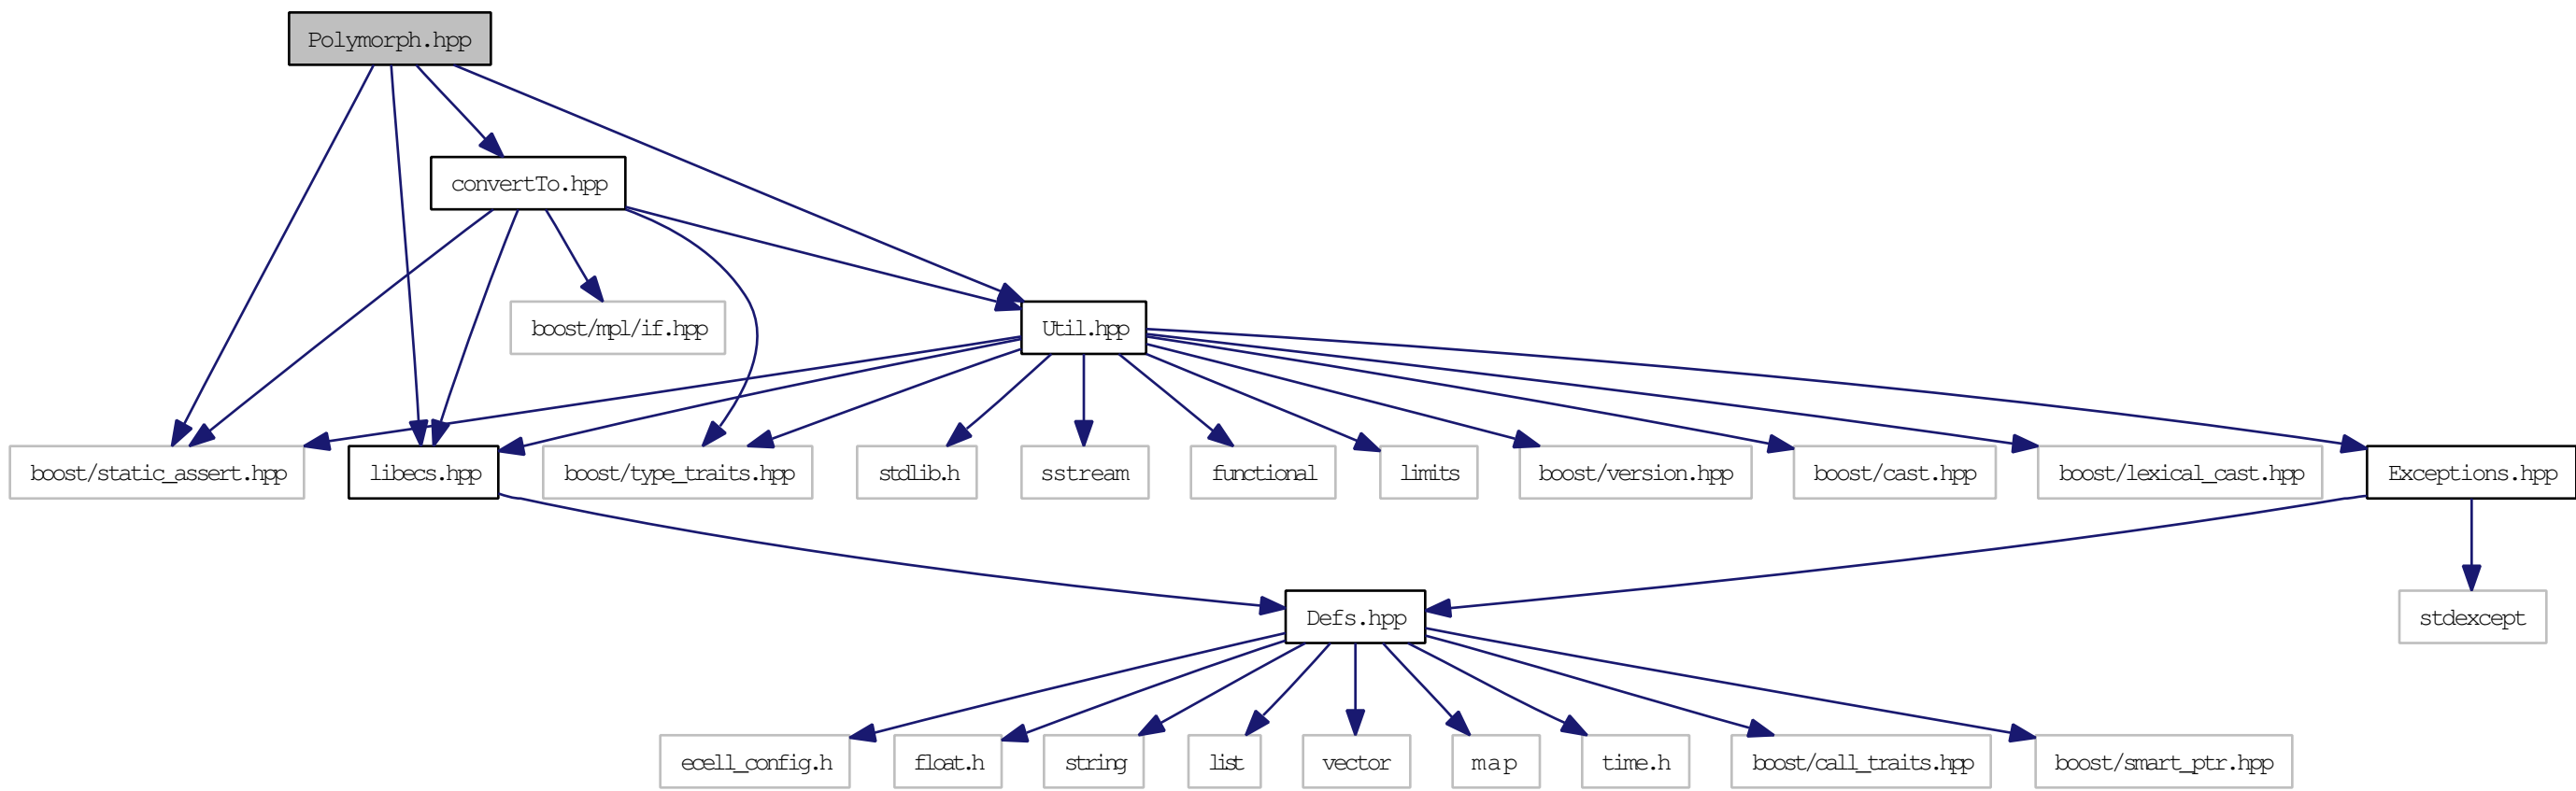 Polymorph.hpp
convertTo.hpp
boost/mpl/if.hpp
Util.hpp
boost/static_assert.hpp
libecs.hpp
boost/type_traits.hpp
stdlib.h
sstream
functional
limits
boost/version.hpp
boost/cast.hpp
boost/lexical_cast.hpp
Exceptions.hpp
Defs.hpp
stdexcept
ecell_config.h
float.h
string
list
vector
map
time.h
boost/call_traits.hpp
boost/smart_ptr.hpp